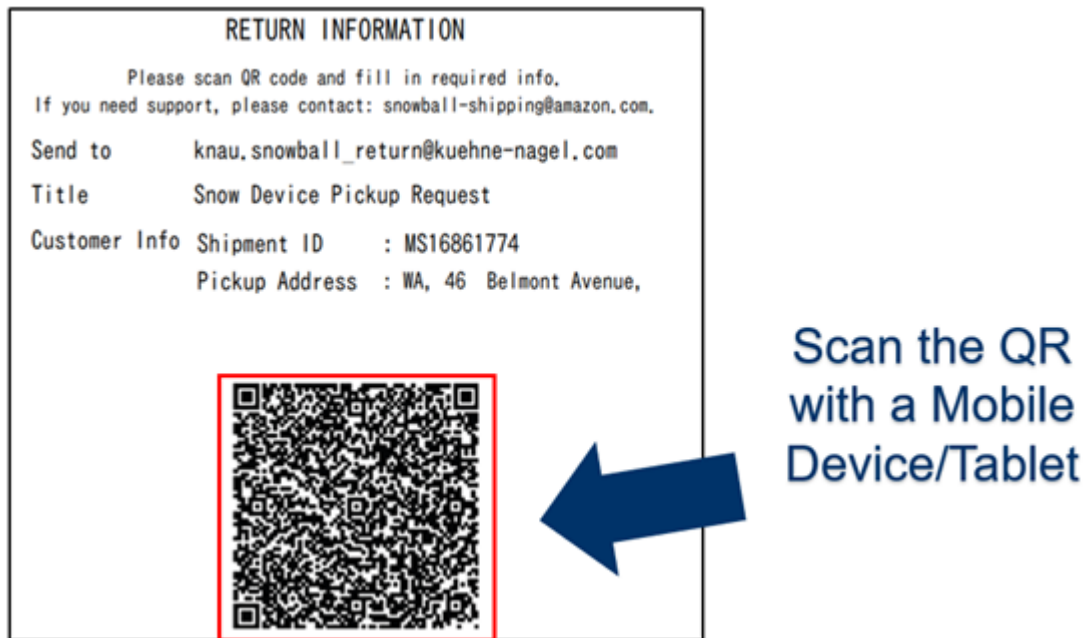 RETURN INFORMATION
Please scan QR code and fill in required info.
If you need support, please contact: snowball-shipping@amazon.com.
Send to knau.snowball_return@kuehne-nagel.com
Title Snow Device Pickup Request
Customer Info Shipment ID : MS16861774
Pickup Address : WA, 46 Belmont Avenue,
Scan the QR
with a Mobile
Device/Tablet